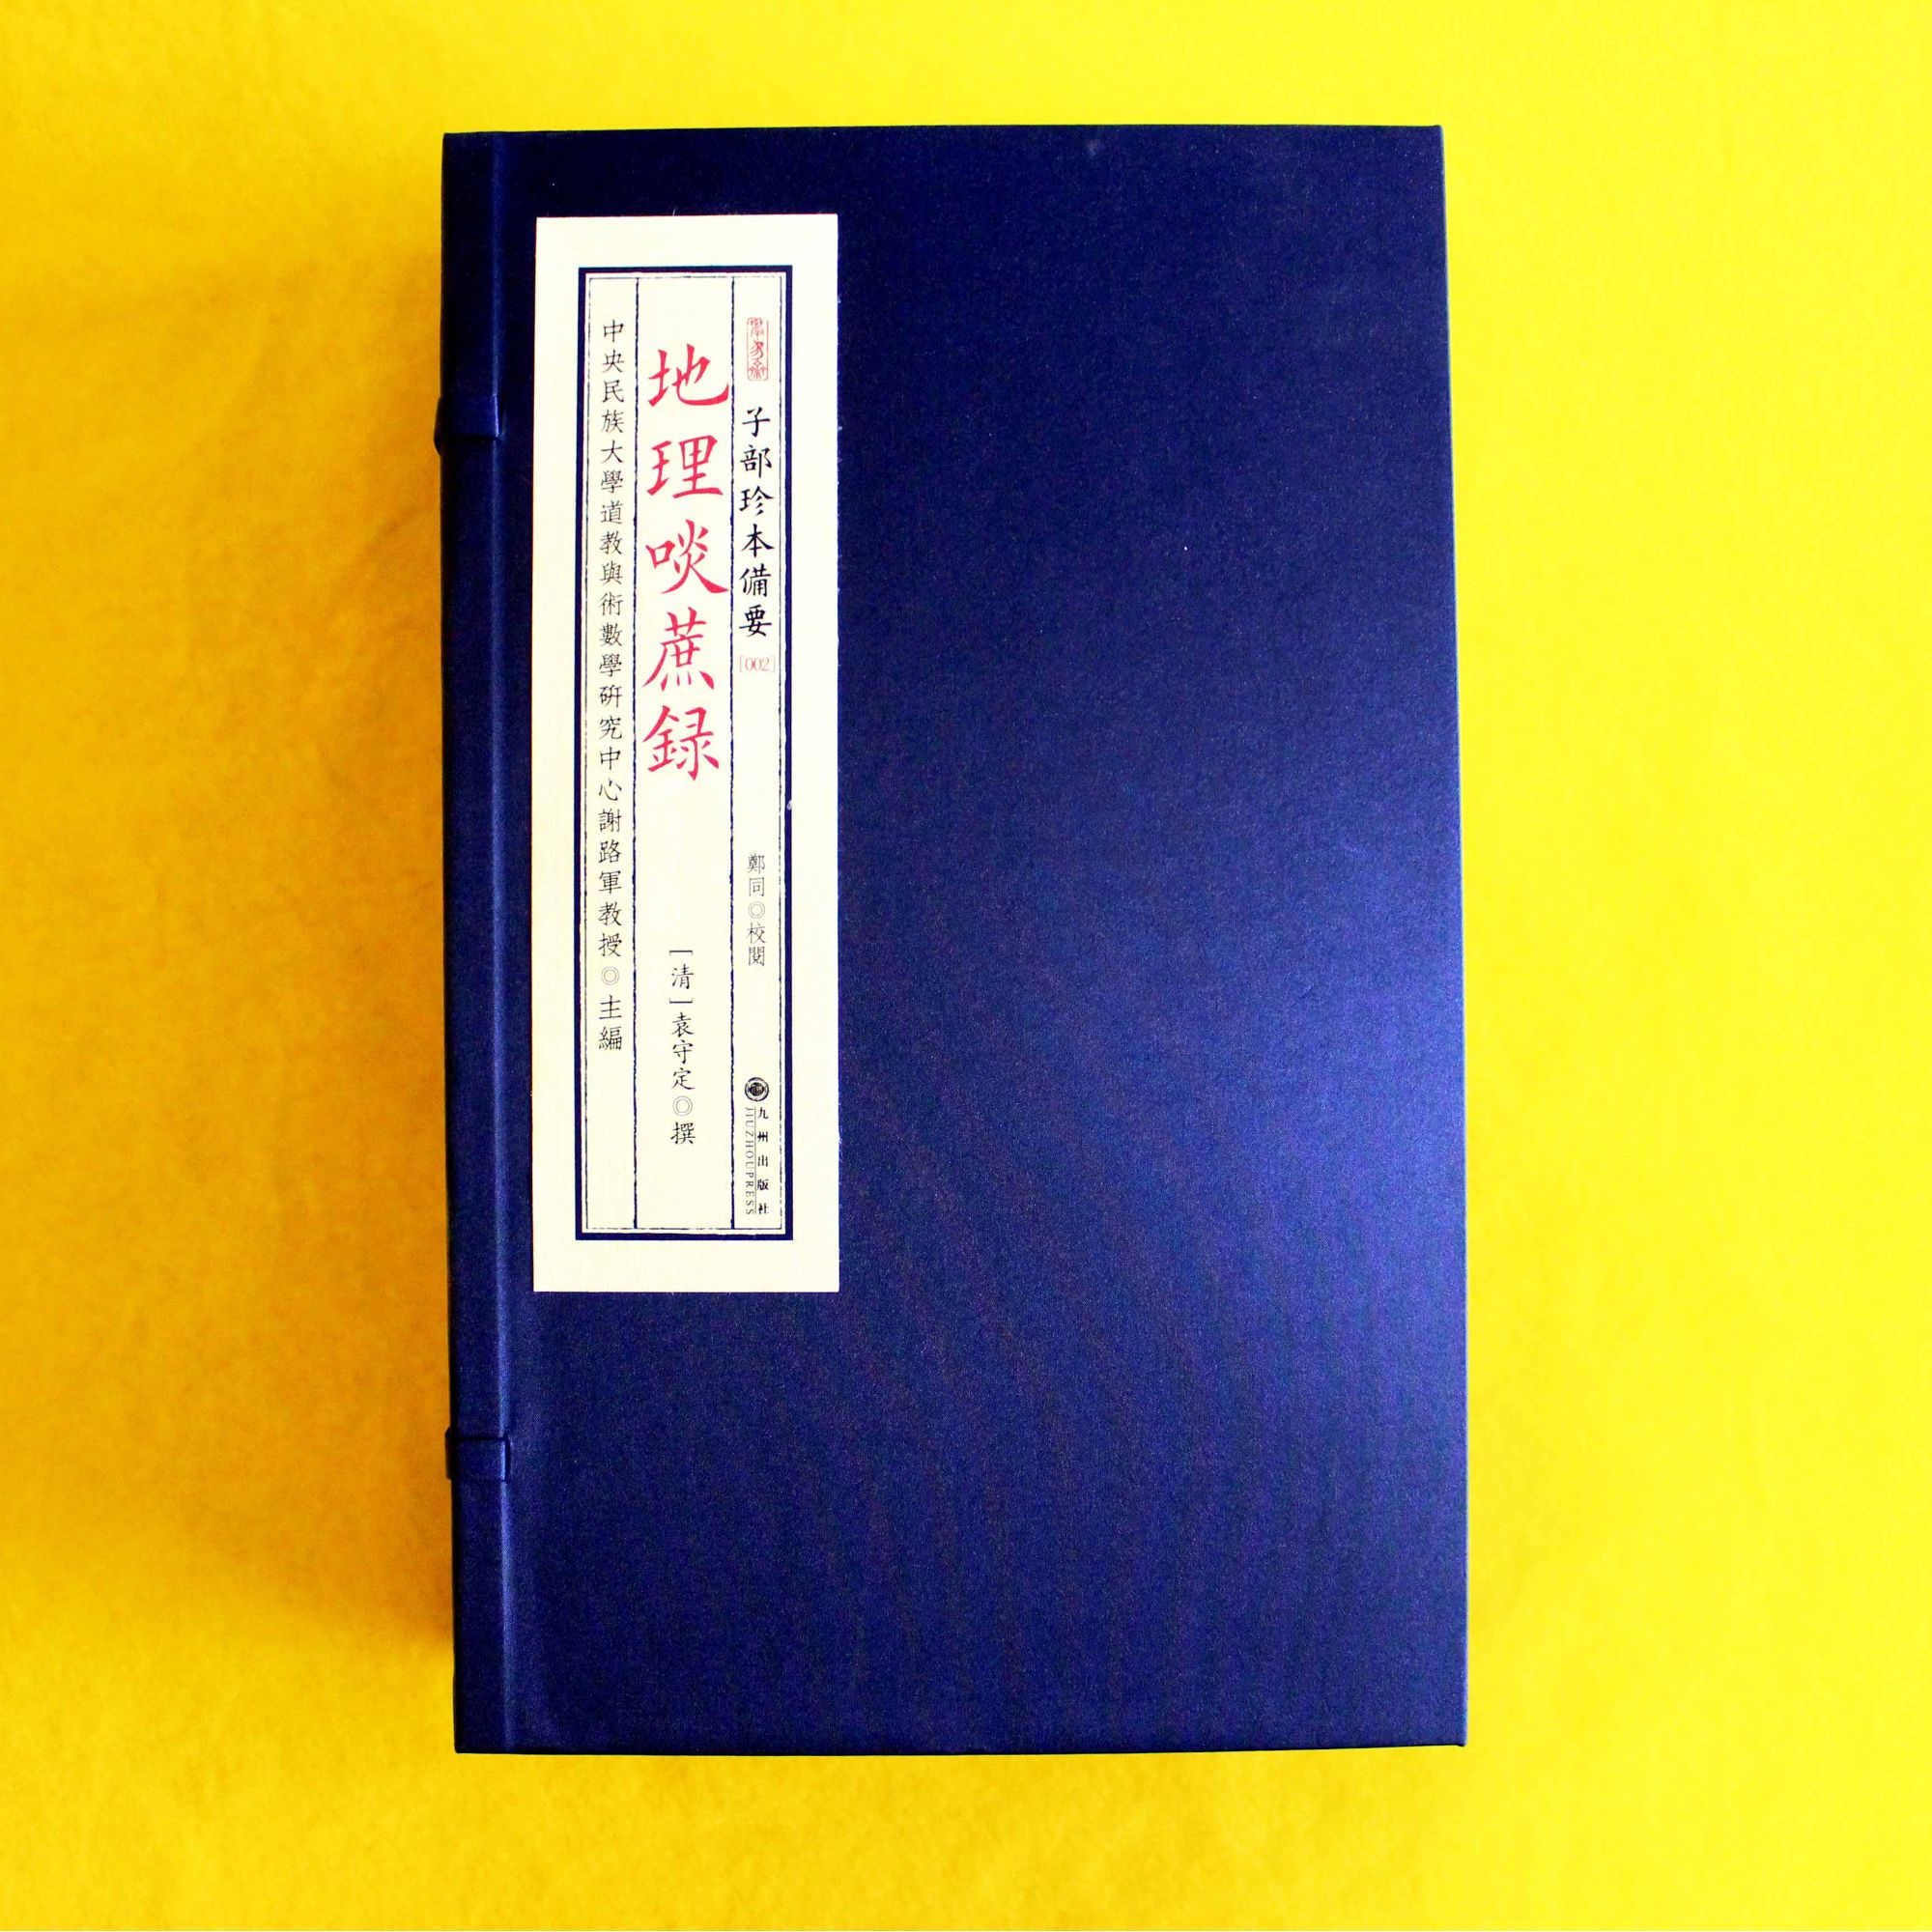 子部珍本備要 [002]
鄭同◎校閱
九州出版社
JIUZHOUPRESS
地理啖蔗録
[清]袁守定◎撰
中央民族大學道教與術數學研究中心謝路軍教授◎主編